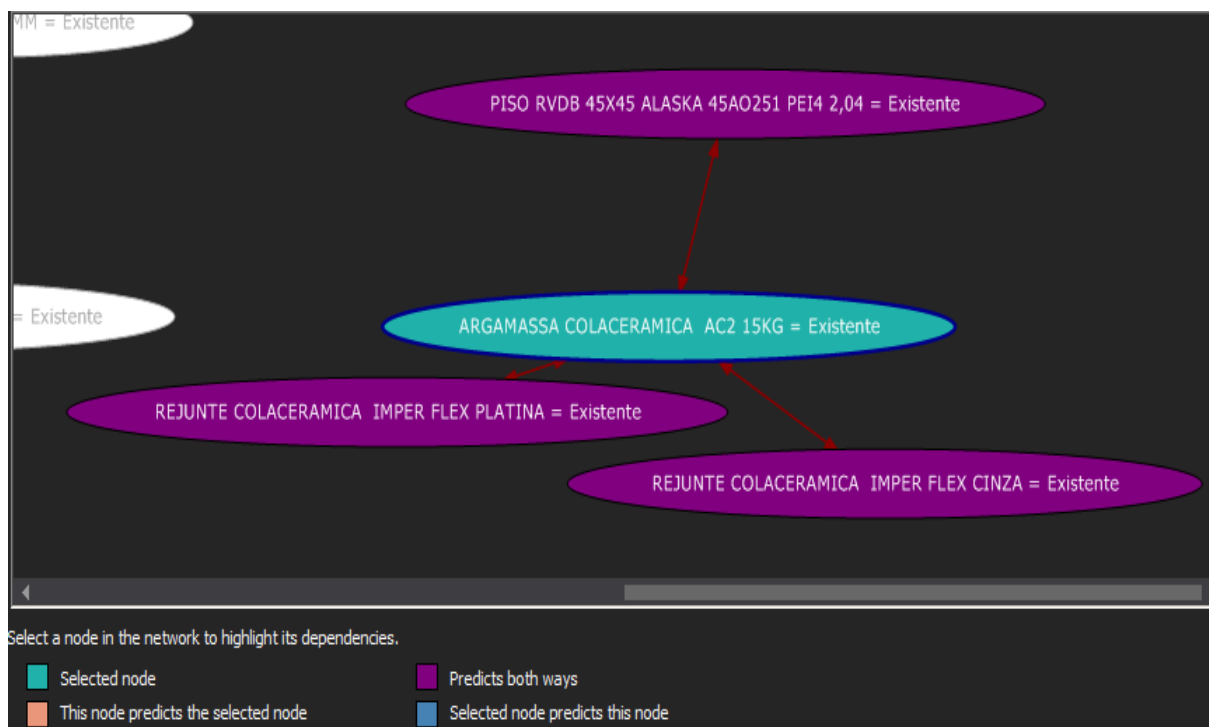 MM = Existente
PISO RVDB 45X45 ALASKA 45AO251 PEI4 2,04 = Existente
= Existente
ARGAMASSA COLACERAMICA  AC2 15KG = Existente
REJUNTE COLACERAMICA  IMPER FLEX PLATINA = Existente
REJUNTE COLACERAMICA  IMPER FLEX CINZA = Existente
Select a node in the network to highlight its dependencies.
Selected node
Predicts both ways
This node predicts the selected node
Selected node predicts this node